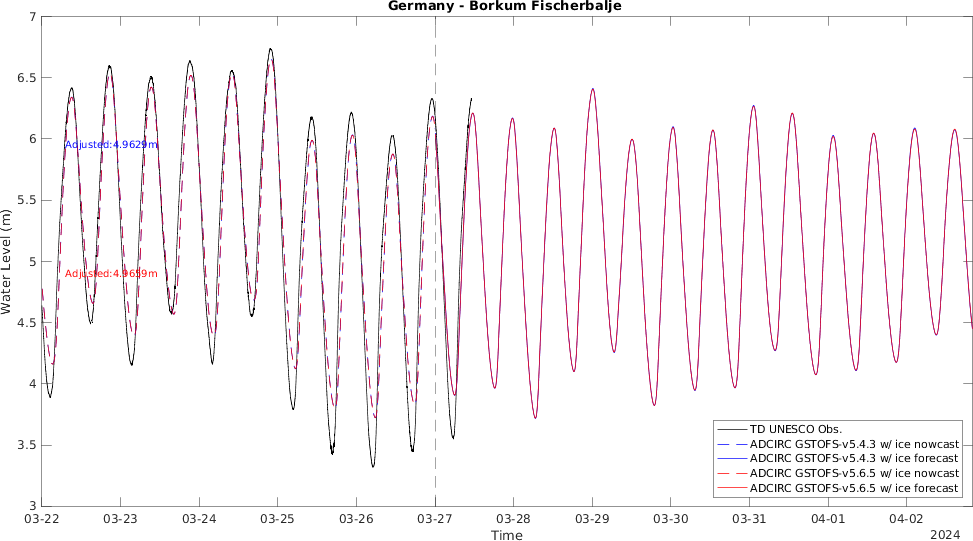 Germany - Borkum Fischerbalje
7
6.5
6
5.5
5
4.5
4
3.5
3
Water Level (m)
Adjusted:4.9629m
Adjusted:4.9659m
TD UNESCO Obs.
ADCIRC GSTOFS-v5.4.3 w/ ice nowcast
ADCIRC GSTOFS-v5.4.3 w/ ice forecast
ADCIRC GSTOFS-v5.6.5 w/ ice nowcast
ADCIRC GSTOFS-v5.6.5 w/ ice forecast
03-22 03-23 03-24 03-25 03-26 03-27 03-28 03-29 03-30 03-31 04-01 04-02
Time
2024